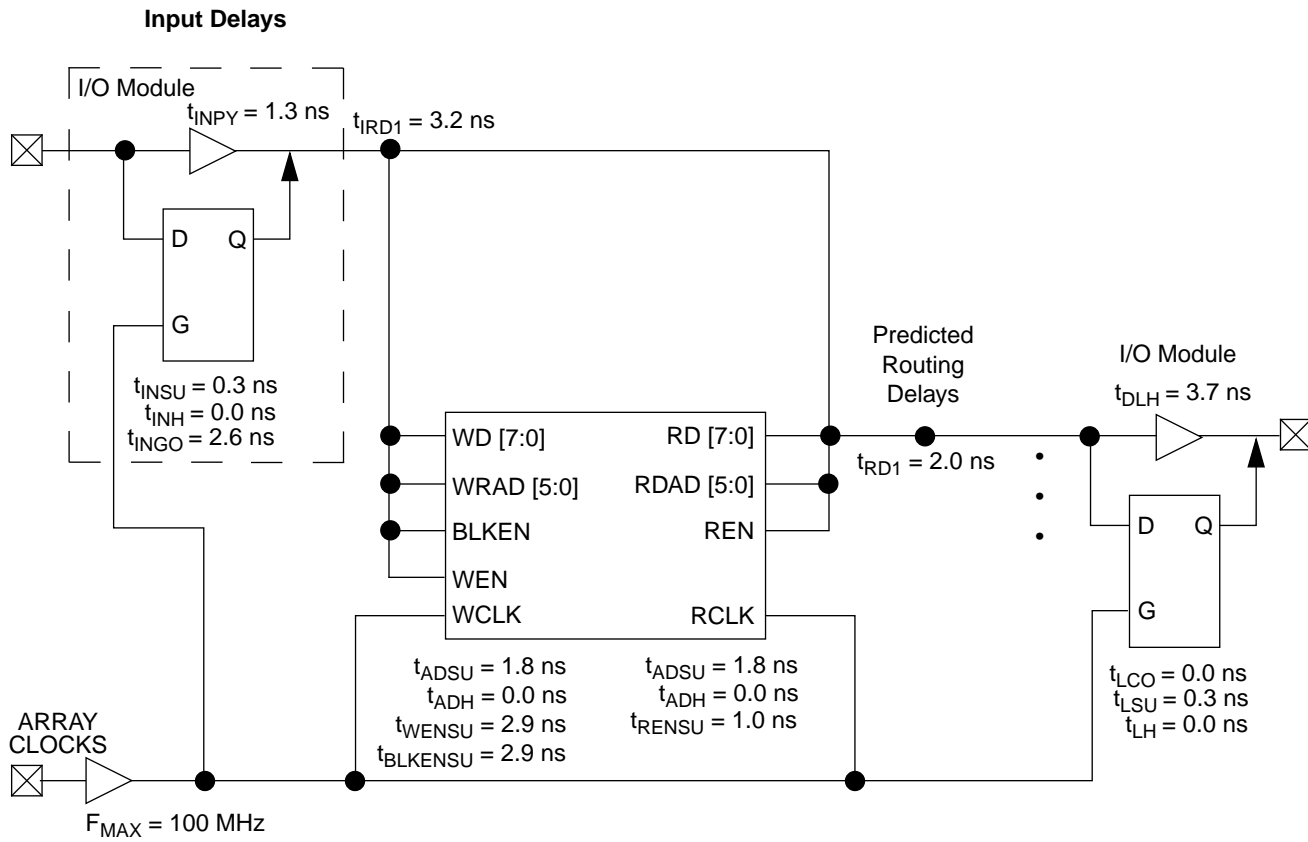 Input Delays
I/O Module
tINPY = 1.3 ns
tIRD1 = 3.2 ns
D Q
G
tINSU = 0.3 ns
tINH = 0.0 ns
tINGO = 2.6 ns
Predicted
Routing
Delays
I/O Module
tDLH = 3.7 ns
WD [7:0] RD [7:0]
tRD1 = 2.0 ns
WRAD [5:0] RDAD [5:0]
BLKEN REN
WEN
WCLK RCLK
D Q
G
tADSU = 1.8 ns
tADH = 0.0 ns
tWENSU = 2.9 ns
tBLKENSU = 2.9 ns
tADSU = 1.8 ns
tADH = 0.0 ns
tRENSU = 1.0 ns
tLCO = 0.0 ns
tLSU = 0.3 ns
tLH = 0.0 ns
ARRAY
CLOCKS
FMAX = 100 MHz